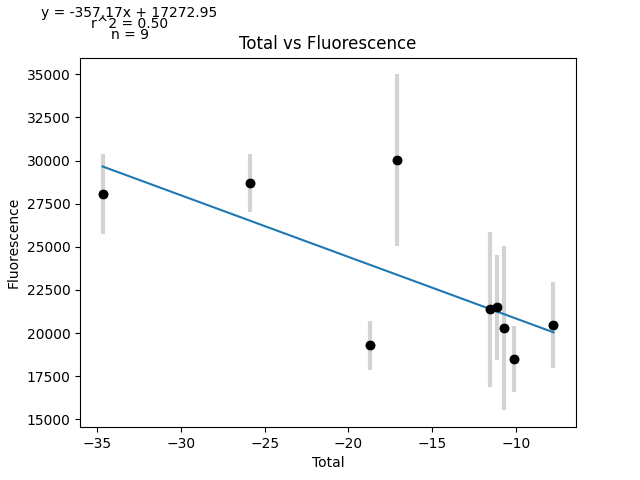 y = -357.17x + 17272.95
r^2 = 0.50
n = 9
Total vs Fluorescence
35000
32500
30000
27500
25000
22500
20000
17500
15000
Fluorescence
−35 −30 −25 −20 −15 −10
Total